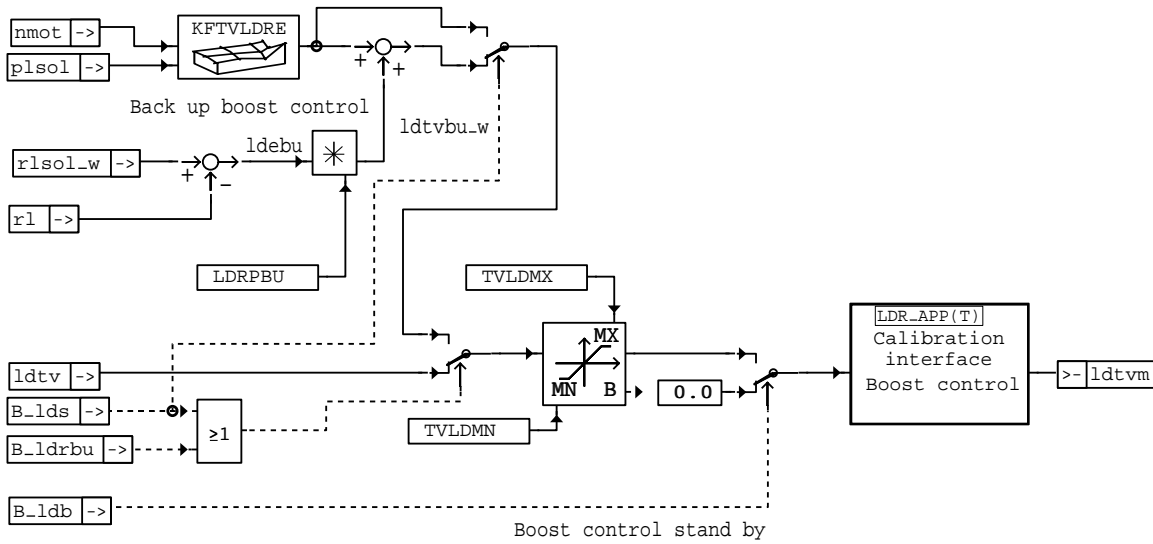 nmot ->
plsol ->
KFTVLDRE
+
+
Back up boost control
ldtvbu_w
rlsol_w ->
+
−
ldebu
rl ->
LDRPBU
TVLDMX
MX
MN
B
TVLDMN
ldtv ->
B_lds ->
≥1
B_ldrbu ->
B_ldb ->
0.0
Boost control stand by
LDR_APP(T)
Calibration
interface
Boost control
>- ldtvm